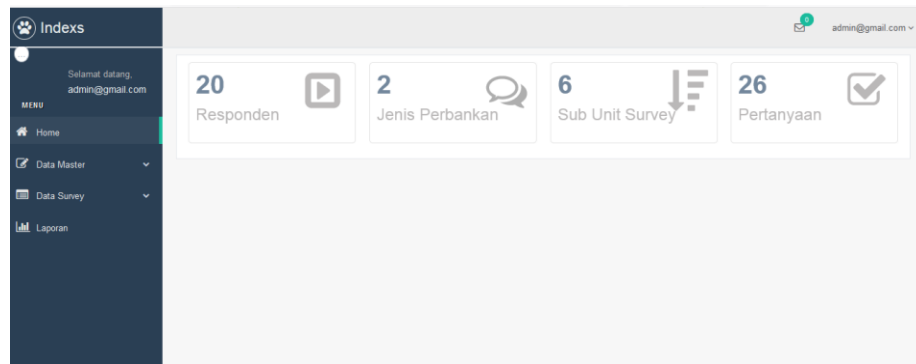 Indexs
0
admin@gmail.com
Selamat datang,
admin@gmail.com
MENU
Home
Data Master
Data Survey
Laporan
20
Responden
2
Jenis Perbankan
6
Sub Unit Survey
26
Pertanyaan